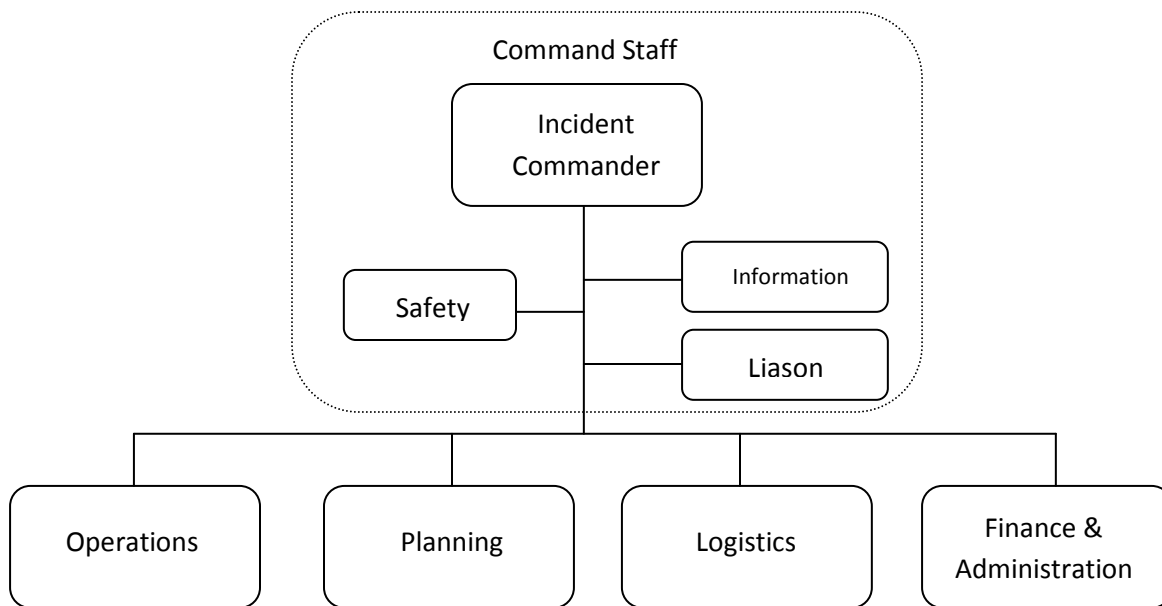 Command Staff
Incident
Commander
Safety
Information
Liason
Operations
Planning
Logistics
Finance &
Administration